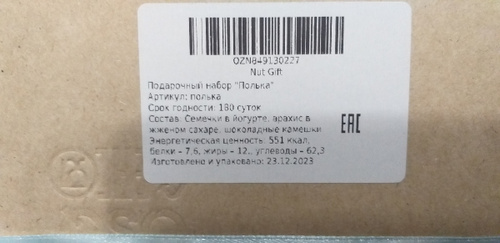 OZN849130227
Nut Gift
Подарочный набор "Полька"
Артикул: полька
Срок годности: 180 суток
Состав: Семечки в йогурте, арахис в
жженом сахаре, шоколадные камешки
Энергетическая ценность: 551 ккал,
белки – 7,6, жиры – 12., углеводы – 62,3
Изготовлено и упаковано: 23.12.2023
EAC